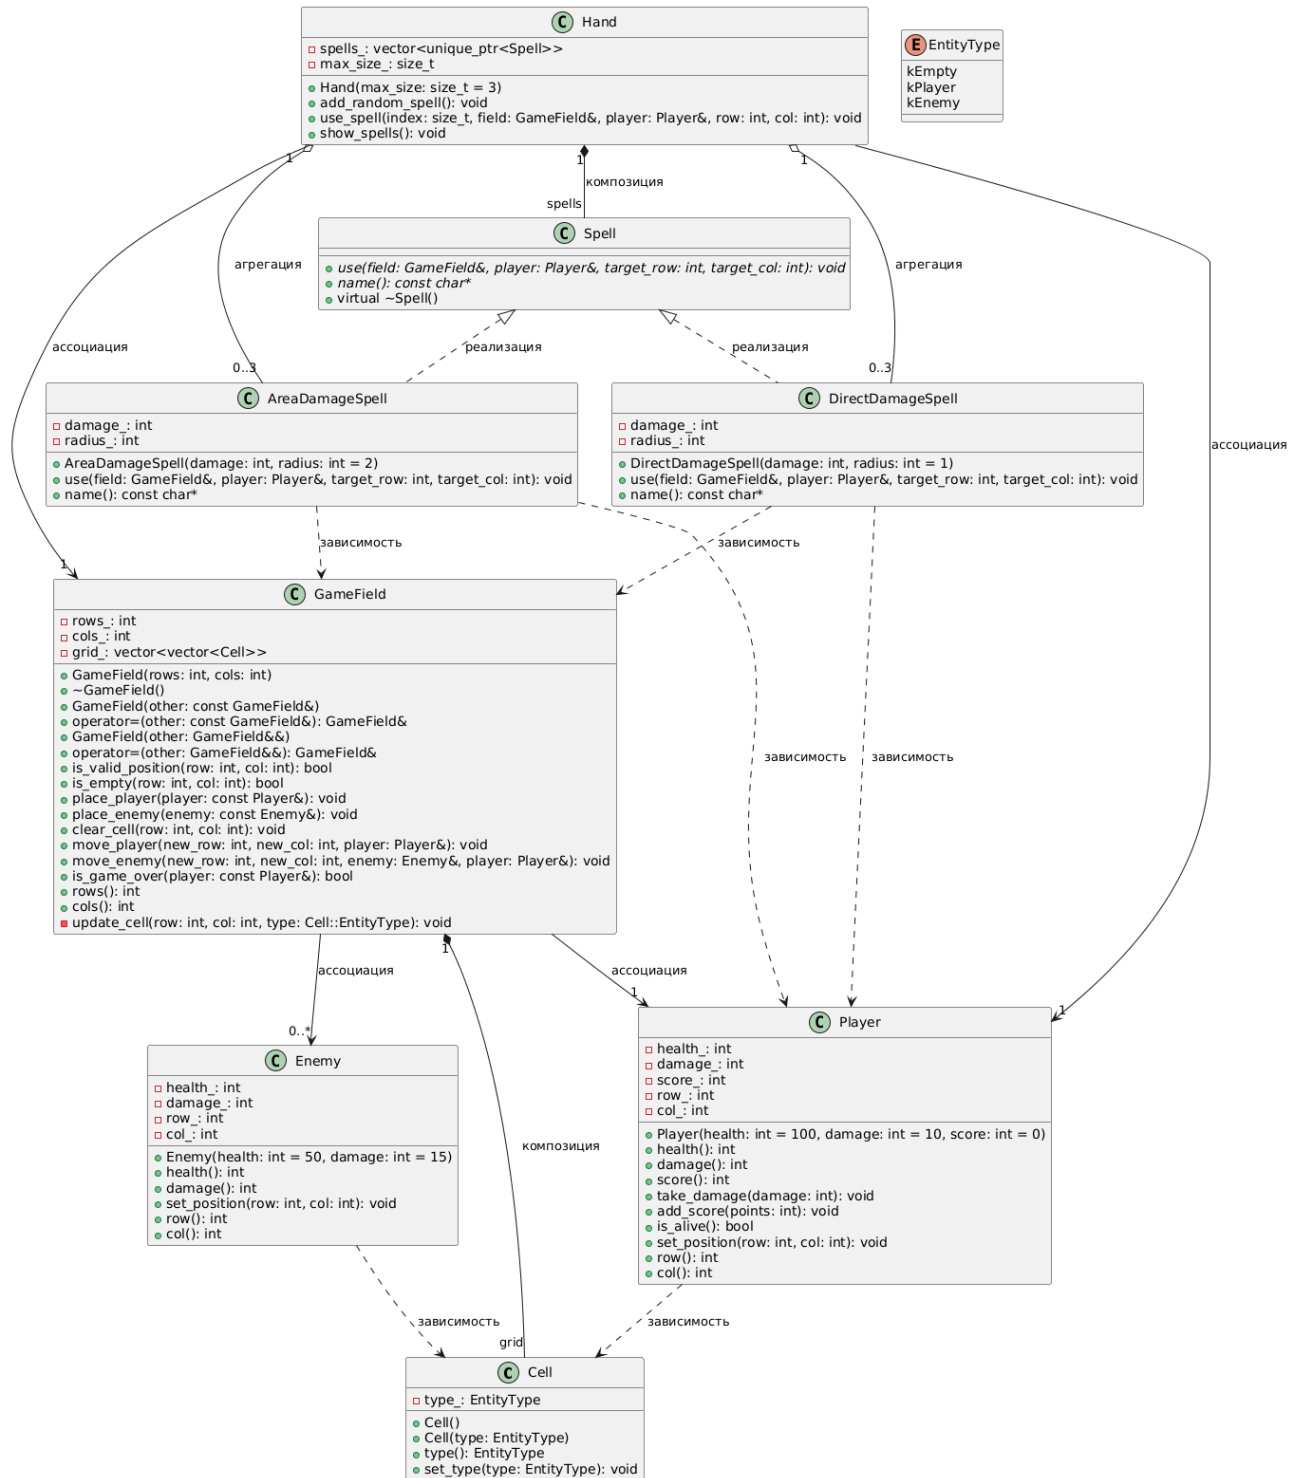 C Hand
spells_: vector<unique_ptr<Spell>>
max_size_: size_t
Hand(max_size: size_t = 3)
add_random_spell(): void
use_spell(index: size_t, field: GameField&, player: Player&, row: int, col: int): void
show_spells(): void
E EntityType
kEmpty
kPlayer
kEnemy
1
1
1
композиция
spells
агрегация
агрегация
ассоциация
ассоциация
C Spell
use(field: GameField&, player: Player&, target_row: int, target_col: int): void
name(): const char*
virtual ~Spell()
реализация
реализация
0..3
0..3
C AreaDamageSpell
damage_: int
radius_: int
AreaDamageSpell(damage: int, radius: int = 2)
use(field: GameField&, player: Player&, target_row: int, target_col: int): void
name(): const char*
C DirectDamageSpell
damage_: int
radius_: int
DirectDamageSpell(damage: int, radius: int = 1)
use(field: GameField&, player: Player&, target_row: int, target_col: int): void
name(): const char*
зависимость
зависимость
1
C GameField
rows_: int
cols_: int
grid_: vector<vector<Cell>>
GameField(rows: int, cols: int)
~GameField()
GameField(other: const GameField&)
operator=(other: const GameField&): GameField&
GameField(other: GameField&&)
operator=(other: GameField&&): GameField&
is_valid_position(row: int, col: int): bool
is_empty(row: int, col: int): bool
place_player(player: const Player&): void
place_enemy(enemy: const Enemy&): void
clear_cell(row: int, col: int): void
move_player(new_row: int, new_col: int, player: Player&): void
move_enemy(new_row: int, new_col: int, enemy: Enemy&, player: Player&): void
is_game_over(player: const Player&): bool
rows(): int
cols(): int
update_cell(row: int, col: int, type: Cell::EntityType): void
зависимость
зависимость
1
ассоциация
ассоциация
0..*
1
1
C Enemy
health_: int
damage_: int
row_: int
col_: int
Enemy(health: int = 50, damage: int = 15)
health(): int
damage(): int
set_position(row: int, col: int): void
row(): int
col(): int
композиция
C Player
health_: int
damage_: int
score_: int
row_: int
col_: int
Player(health: int = 100, damage: int = 10, score: int = 0)
health(): int
damage(): int
score(): int
take_damage(damage: int): void
add_score(points: int): void
is_alive(): bool
set_position(row: int, col: int): void
row(): int
col(): int
зависимость
зависимость
grid
C Cell
type_: EntityType
Cell()
Cell(type: EntityType)
type(): EntityType
set_type(type: EntityType): void